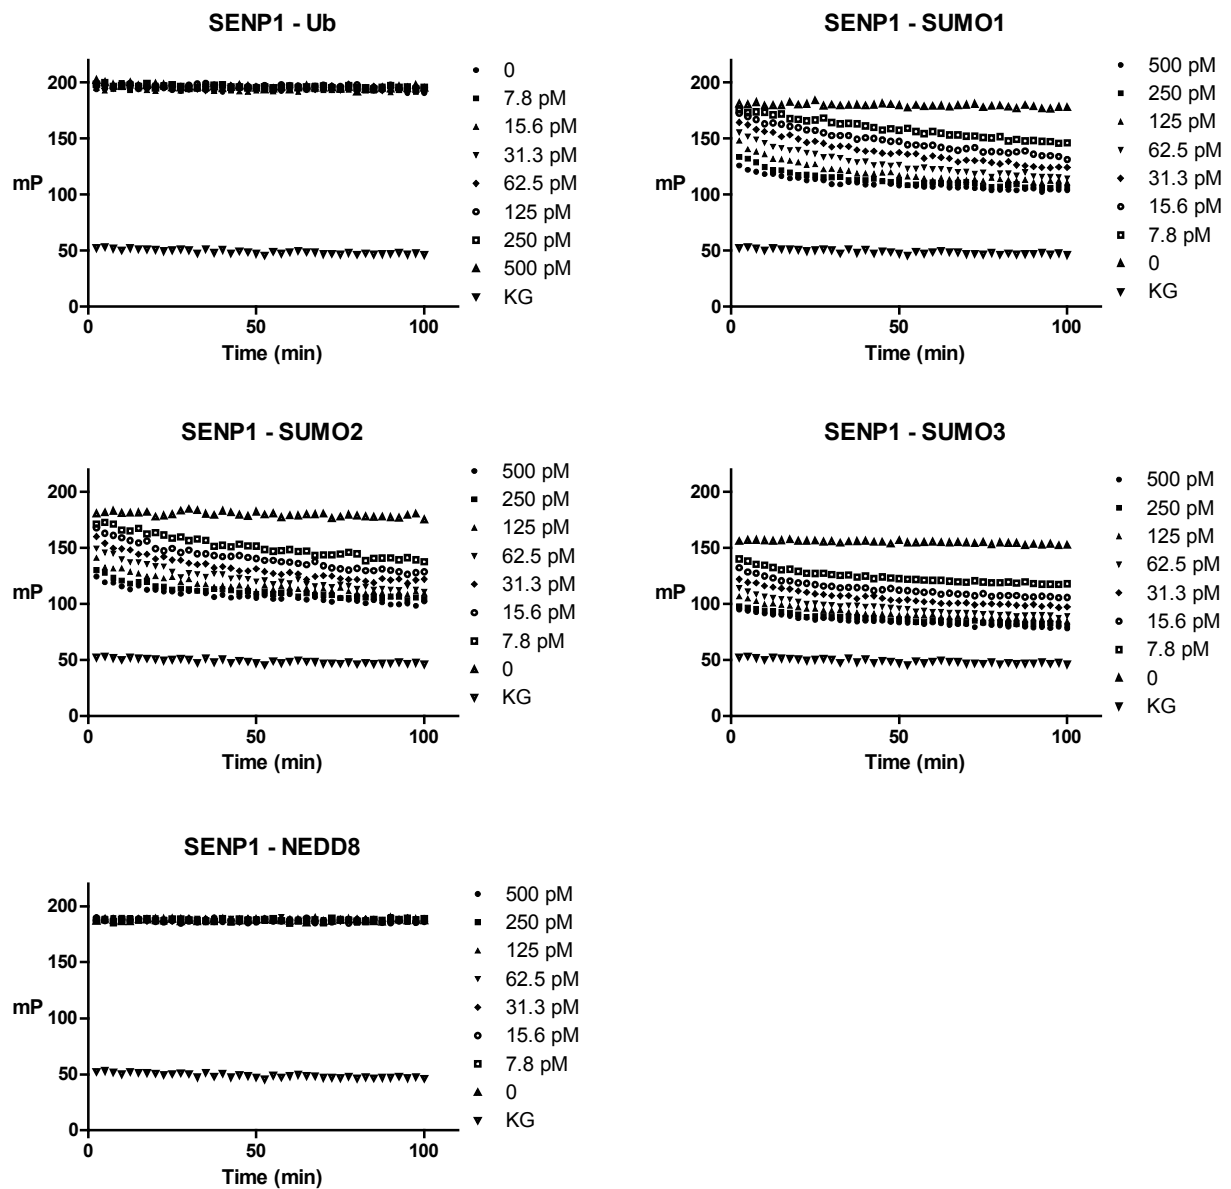 SENP1 - Ub
mP
200
150
100
50
0
0
50
100
Time (min)
0
7.8 pM
15.6 pM
31.3 pM
62.5 pM
125 pM
250 pM
500 pM
KG
SENP1 - SUMO1
mP
200
150
100
50
0
0
50
100
Time (min)
500 pM
250 pM
125 pM
62.5 pM
31.3 pM
15.6 pM
7.8 pM
0
KG
SENP1 - SUMO2
mP
200
150
100
50
0
0
50
100
Time (min)
500 pM
250 pM
125 pM
62.5 pM
31.3 pM
15.6 pM
7.8 pM
0
KG
SENP1 - SUMO3
mP
200
150
100
50
0
0
50
100
Time (min)
500 pM
250 pM
125 pM
62.5 pM
31.3 pM
15.6 pM
7.8 pM
0
KG
SENP1 - NEDD8
mP
200
150
100
50
0
0
50
100
Time (min)
500 pM
250 pM
125 pM
62.5 pM
31.3 pM
15.6 pM
7.8 pM
0
KG